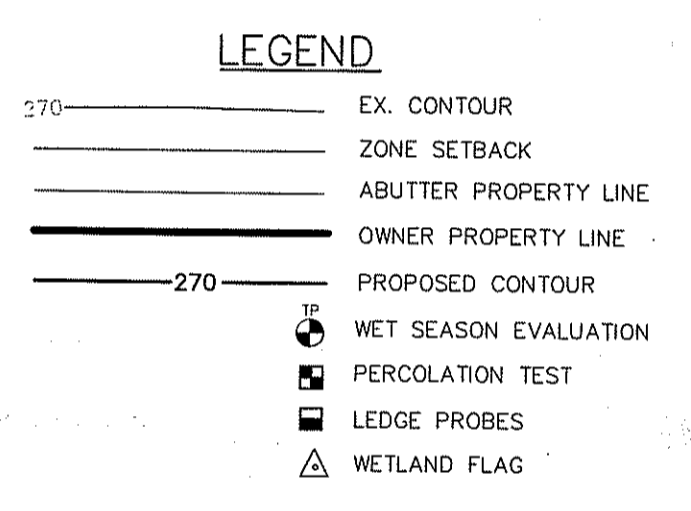 LEGEND
270 EX. CONTOUR
ZONE SETBACK
ABUTTER PROPERTY LINE
OWNER PROPERTY LINE
270 PROPOSED CONTOUR
TP
WET SEASON EVALUATION
PERCOLATION TEST
LEDGE PROBES
WETLAND FLAG